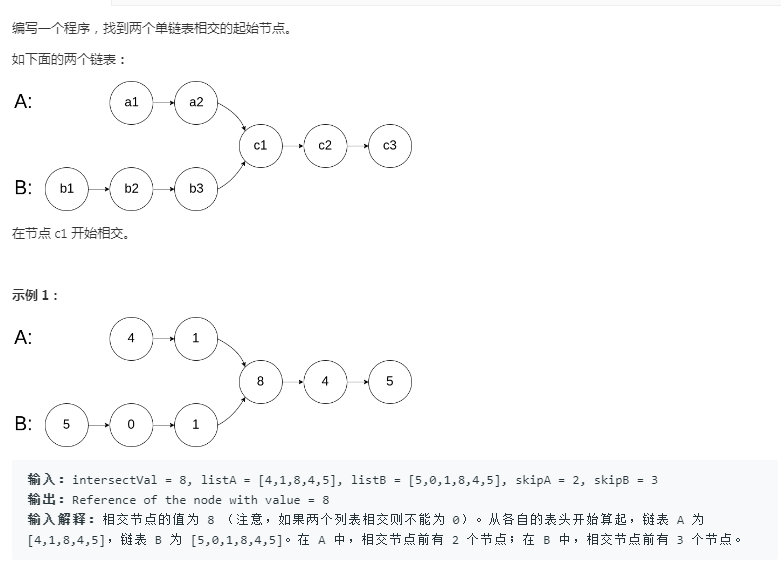 编写一个程序，找到两个单链表相交的起始节点。
如下面的两个链表：
A: a1 a2
c1 c2 c3
B: b1 b2 b3
在节点 c1 开始相交。
示例 1：
A: 4 1
8 4 5
B: 5 0 1
输入：intersectVal = 8, listA = [4,1,8,4,5], listB = [5,0,1,8,4,5], skipA = 2, skipB = 3
输出：Reference of the node with value = 8
输入解释：相交节点的值为 8 （注意，如果两个列表相交则不能为 0）。从各自的表头开始算起，链表 A 为
[4,1,8,4,5]，链表 B 为 [5,0,1,8,4,5]。在 A 中，相交节点前有 2 个节点；在 B 中，相交节点前有 3 个节点。